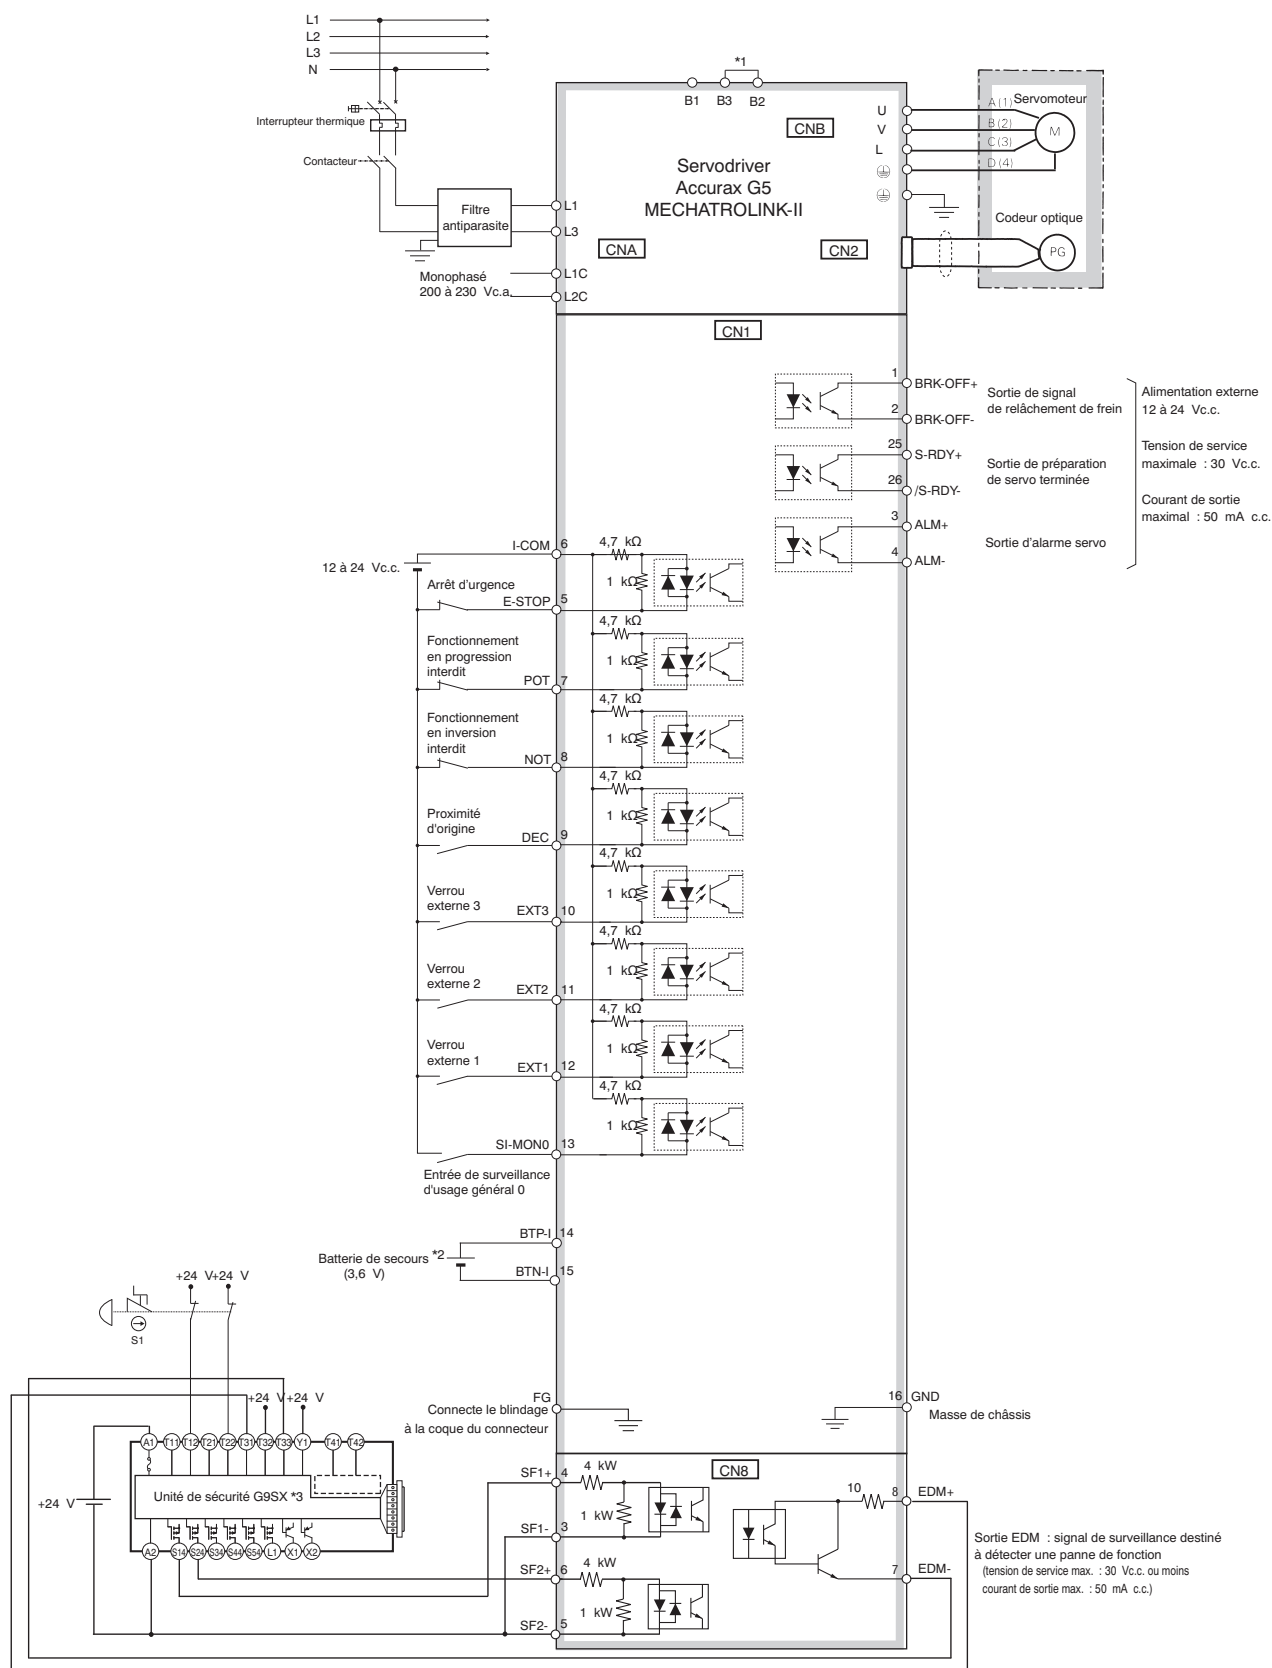 L1
L2
L3
N
Interrupteur thermique
Contacteur
Filtre
antiparasite
Monophasé
200 à 230 Vc.a.
*1
B1 B3 B2
CNB
Servodriver
Accurax G5
MECHATROLINK-II
CNA
CN2
L1
L3
L1C
L2C
U
V
L
A (1)
B (2)
C (3)
D (4)
Servomoteur
M
Codeur optique
PG
CN1
1 BRK-OFF+
2 BRK-OFF-
Sortie de signal
de relâchement de frein
25 S-RDY+
26 /S-RDY-
Sortie de préparation
de servo terminée
3 ALM+
4 ALM-
Sortie d'alarme servo
Alimentation externe
12 à 24 Vc.c.
Tension de service
maximale : 30 Vc.c.
Courant de sortie
maximal : 50 mA c.c.
12 à 24 Vc.c.
I-COM 6
4,7 kΩ
1 kΩ
Arrêt d'urgence
E-STOP 5
4,7 kΩ
1 kΩ
Fonctionnement
en progression
interdit
POT 7
4,7 kΩ
1 kΩ
Fonctionnement
en inversion
interdit
NOT 8
4,7 kΩ
1 kΩ
Proximité
d'origine
DEC 9
4,7 kΩ
1 kΩ
Verrou
externe 3
EXT3 10
4,7 kΩ
1 kΩ
Verrou
externe 2
EXT2 11
4,7 kΩ
1 kΩ
Verrou
externe 1
EXT1 12
4,7 kΩ
1 kΩ
SI-MON0 13
Entrée de surveillance
d'usage général 0
BTP-I 14
Batterie de secours *2
(3,6 V)
BTN-I 15
+24 V +24 V
S1
FG
Connecte le blindage
à la coque du connecteur
16 GND
Masse de châssis
+24 V +24 V
A1 T11 T12 T21 T22 T31 T32 T33 Y1 T41 T42
+24 V
Unité de sécurité G9SX *3
A2 S14 S24 S34 S44 S54 L1 X1 X2
CN8
SF1+ 4
4 kW
1 kW
SF1- 3
SF2+ 6
4 kW
1 kW
SF2- 5
10
8 EDM+
7 EDM-
Sortie EDM : signal de surveillance destiné
à détecter une panne de fonction
(tension de service max. : 30 Vc.c. ou moins
courant de sortie max. : 50 mA c.c.)